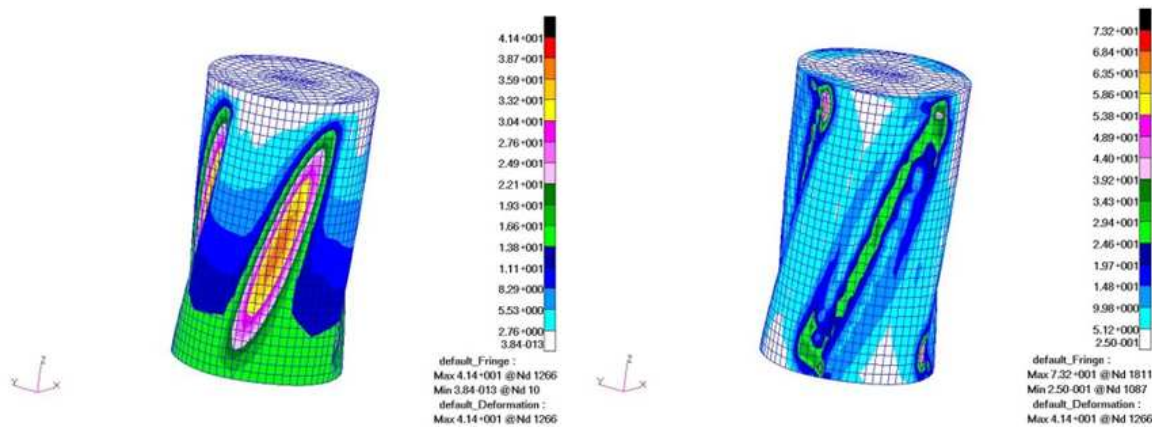 4.14+001
3.87+001
3.59+001
3.32+001
3.04+001
2.76+001
2.49+001
2.21+001
1.93+001
1.66+001
1.38+001
1.11+001
8.29+000
5.53+000
2.76+000
3.84-013
default_Fringe :
Max 4.14+001 @Nd 1266
Min 3.84-013 @Nd 10
default_Deformation :
Max 4.14+001 @Nd 1266
Z
Y
X
7.32+001
6.84+001
6.35+001
5.86+001
5.38+001
4.89+001
4.40+001
3.92+001
3.43+001
2.94+001
2.46+001
1.97+001
1.48+001
9.98+000
5.12+000
2.50-001
default_Fringe :
Max 7.32+001 @Nd 1811
Min 2.50-001 @Nd 1087
default_Deformation :
Max 4.14+001 @Nd 1266
Z
Y
X